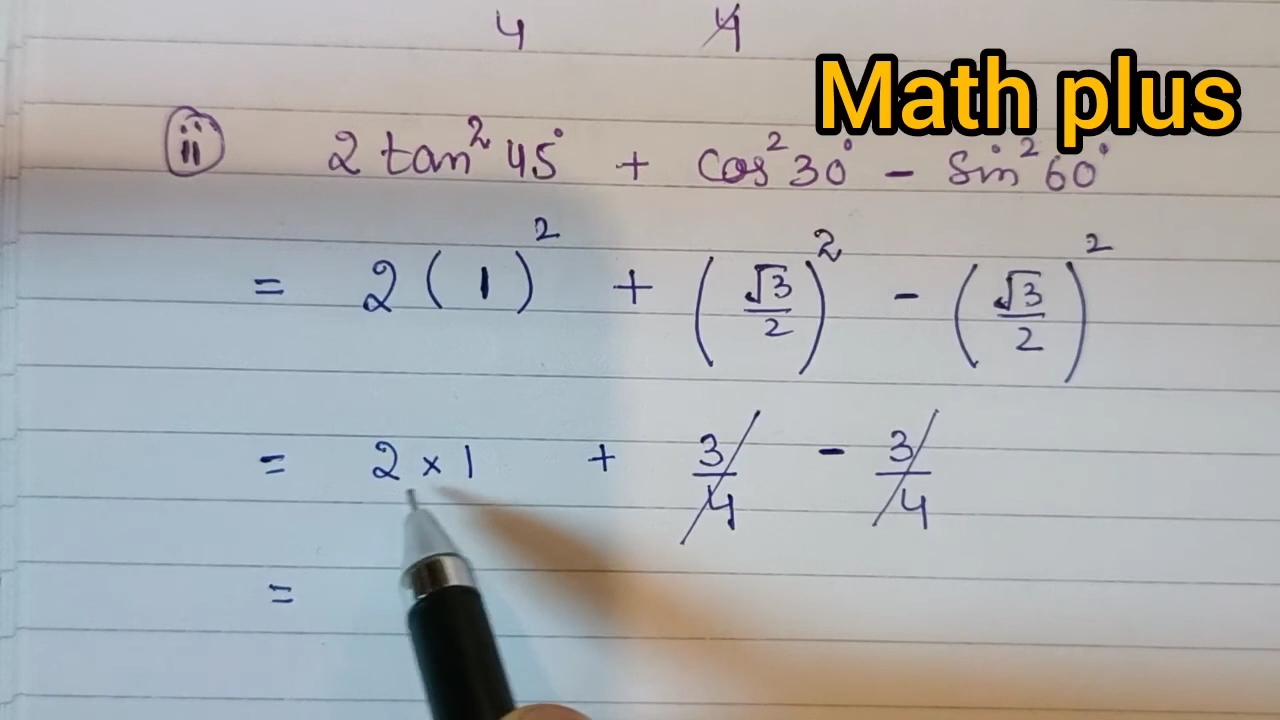 4 4
Math plus
ii 2 tan² 45° + cos² 30° - sin² 60°
= 2 ( 1 )² + ( √3/2 )² - ( √3/2 )²
= 2 × 1 + 3/4 - 3/4
=